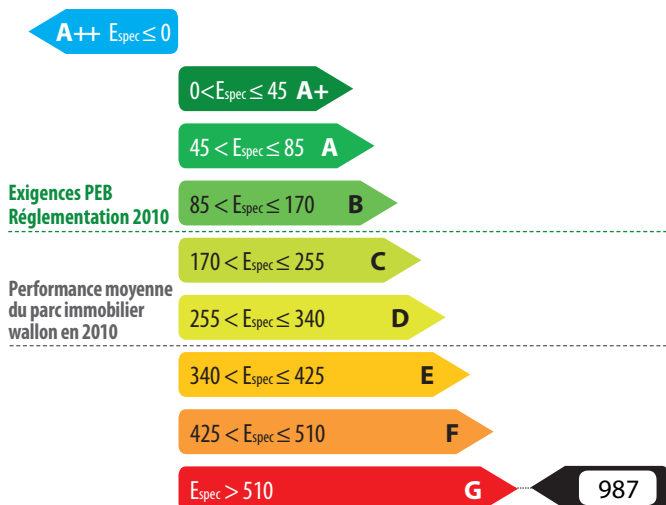 A++ Espec ≤ 0
0<Espec ≤ 45 A+
45 < Espec ≤ 85 A
Exigences PEB
Réglementation 2010
85 < Espec ≤ 170 B
170 < Espec ≤ 255 C
Performance moyenne
du parc immobilier
wallon en 2010
255 < Espec ≤ 340 D
340 < Espec ≤ 425 E
425 < Espec ≤ 510 F
Espec > 510 G
987